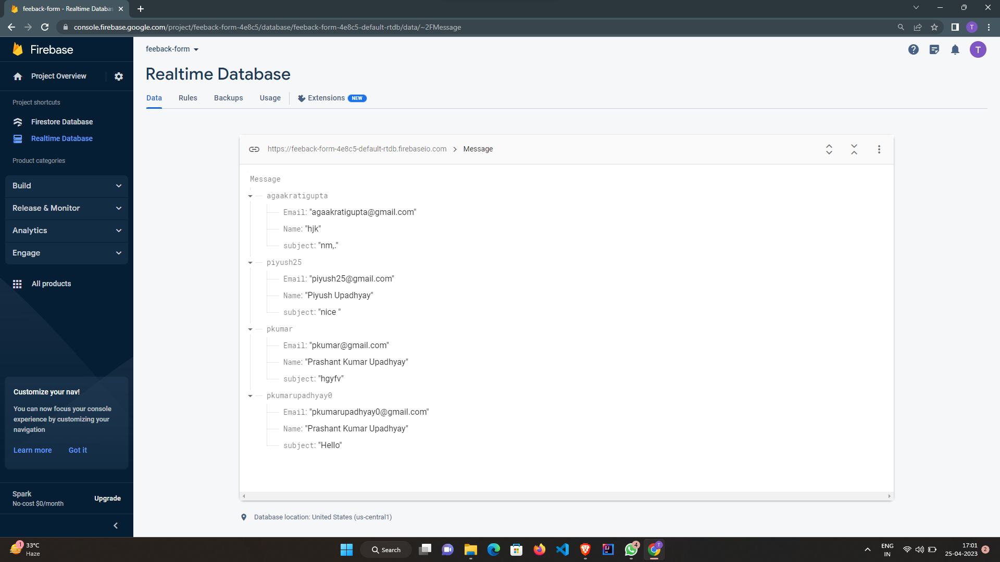 feeback-form - Realtime Databas
console.firebase.google.com/project/feeback-form-4e8c5/database/feeback-form-4e8c5-default-rtdb/data/~2FMessage
T
Firebase
feeback-form
T
Project Overview
Realtime Database
Data
Rules
Backups
Usage
Extensions
NEW
Project shortcuts
Firestore Database
Realtime Database
Product categories
Build
Release & Monitor
Analytics
Engage
All products
https://feeback-form-4e8c5-default-rtdb.firebaseio.com > Message
Message
agaakratigupta
Email: "agaakratigupta@gmail.com"
Name: "hjk"
subject: "nm,."
piyush25
Email: "piyush25@gmail.com"
Name: "Piyush Upadhyay"
subject: "nice "
pkumar
Email: "pkumar@gmail.com"
Name: "Prashant Kumar Upadhyay"
subject: "hgyfv"
pkumarupadhyay0
Email: "pkumarupadhyay0@gmail.com"
Name: "Prashant Kumar Upadhyay"
subject: "Hello"
Customize your nav!
You can now focus your console
experience by customizing your
navigation
Learn more
Got it
Spark
No-cost $0/month
Upgrade
Database location: United States (us-central1)
1
33°C
Haze
Search
IJ
4
T
ENG
IN
17:01
25-04-2023
2